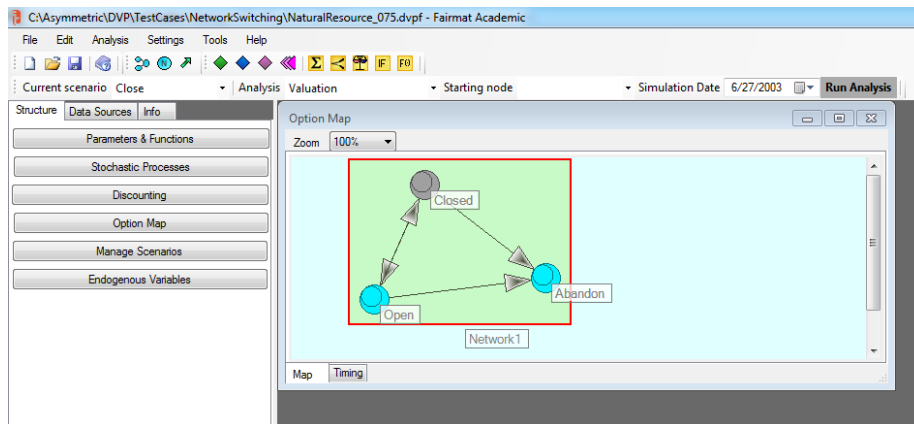 C:\Asymmetric\DVP\TestCases\NetworkSwitching\NaturalResource_075.dvpf - Fairmat Academic
File Edit Analysis Settings Tools Help
N Σ IF F()
Current scenario Close Analysis Valuation Starting node Simulation Date 6/27/2003 Run Analysis
Structure Data Sources Info
Parameters & Functions
Stochastic Processes
Discounting
Option Map
Manage Scenarios
Endogenous Variables
Option Map
Zoom 100%
Closed
Abandon
Open
Network1
Map Timing